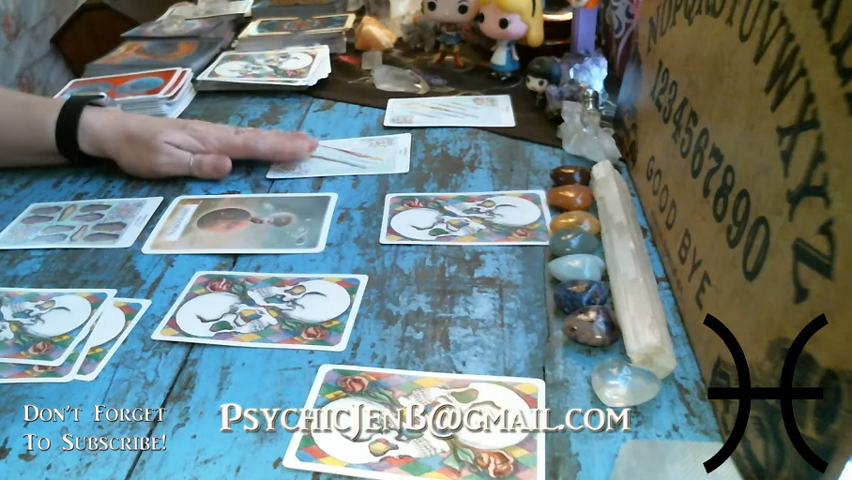 NOPQRSTUVWXYZ
1234567890
GOOD BYE
Don't Forget
To Subscribe!
PsychicJenB@gmail.com